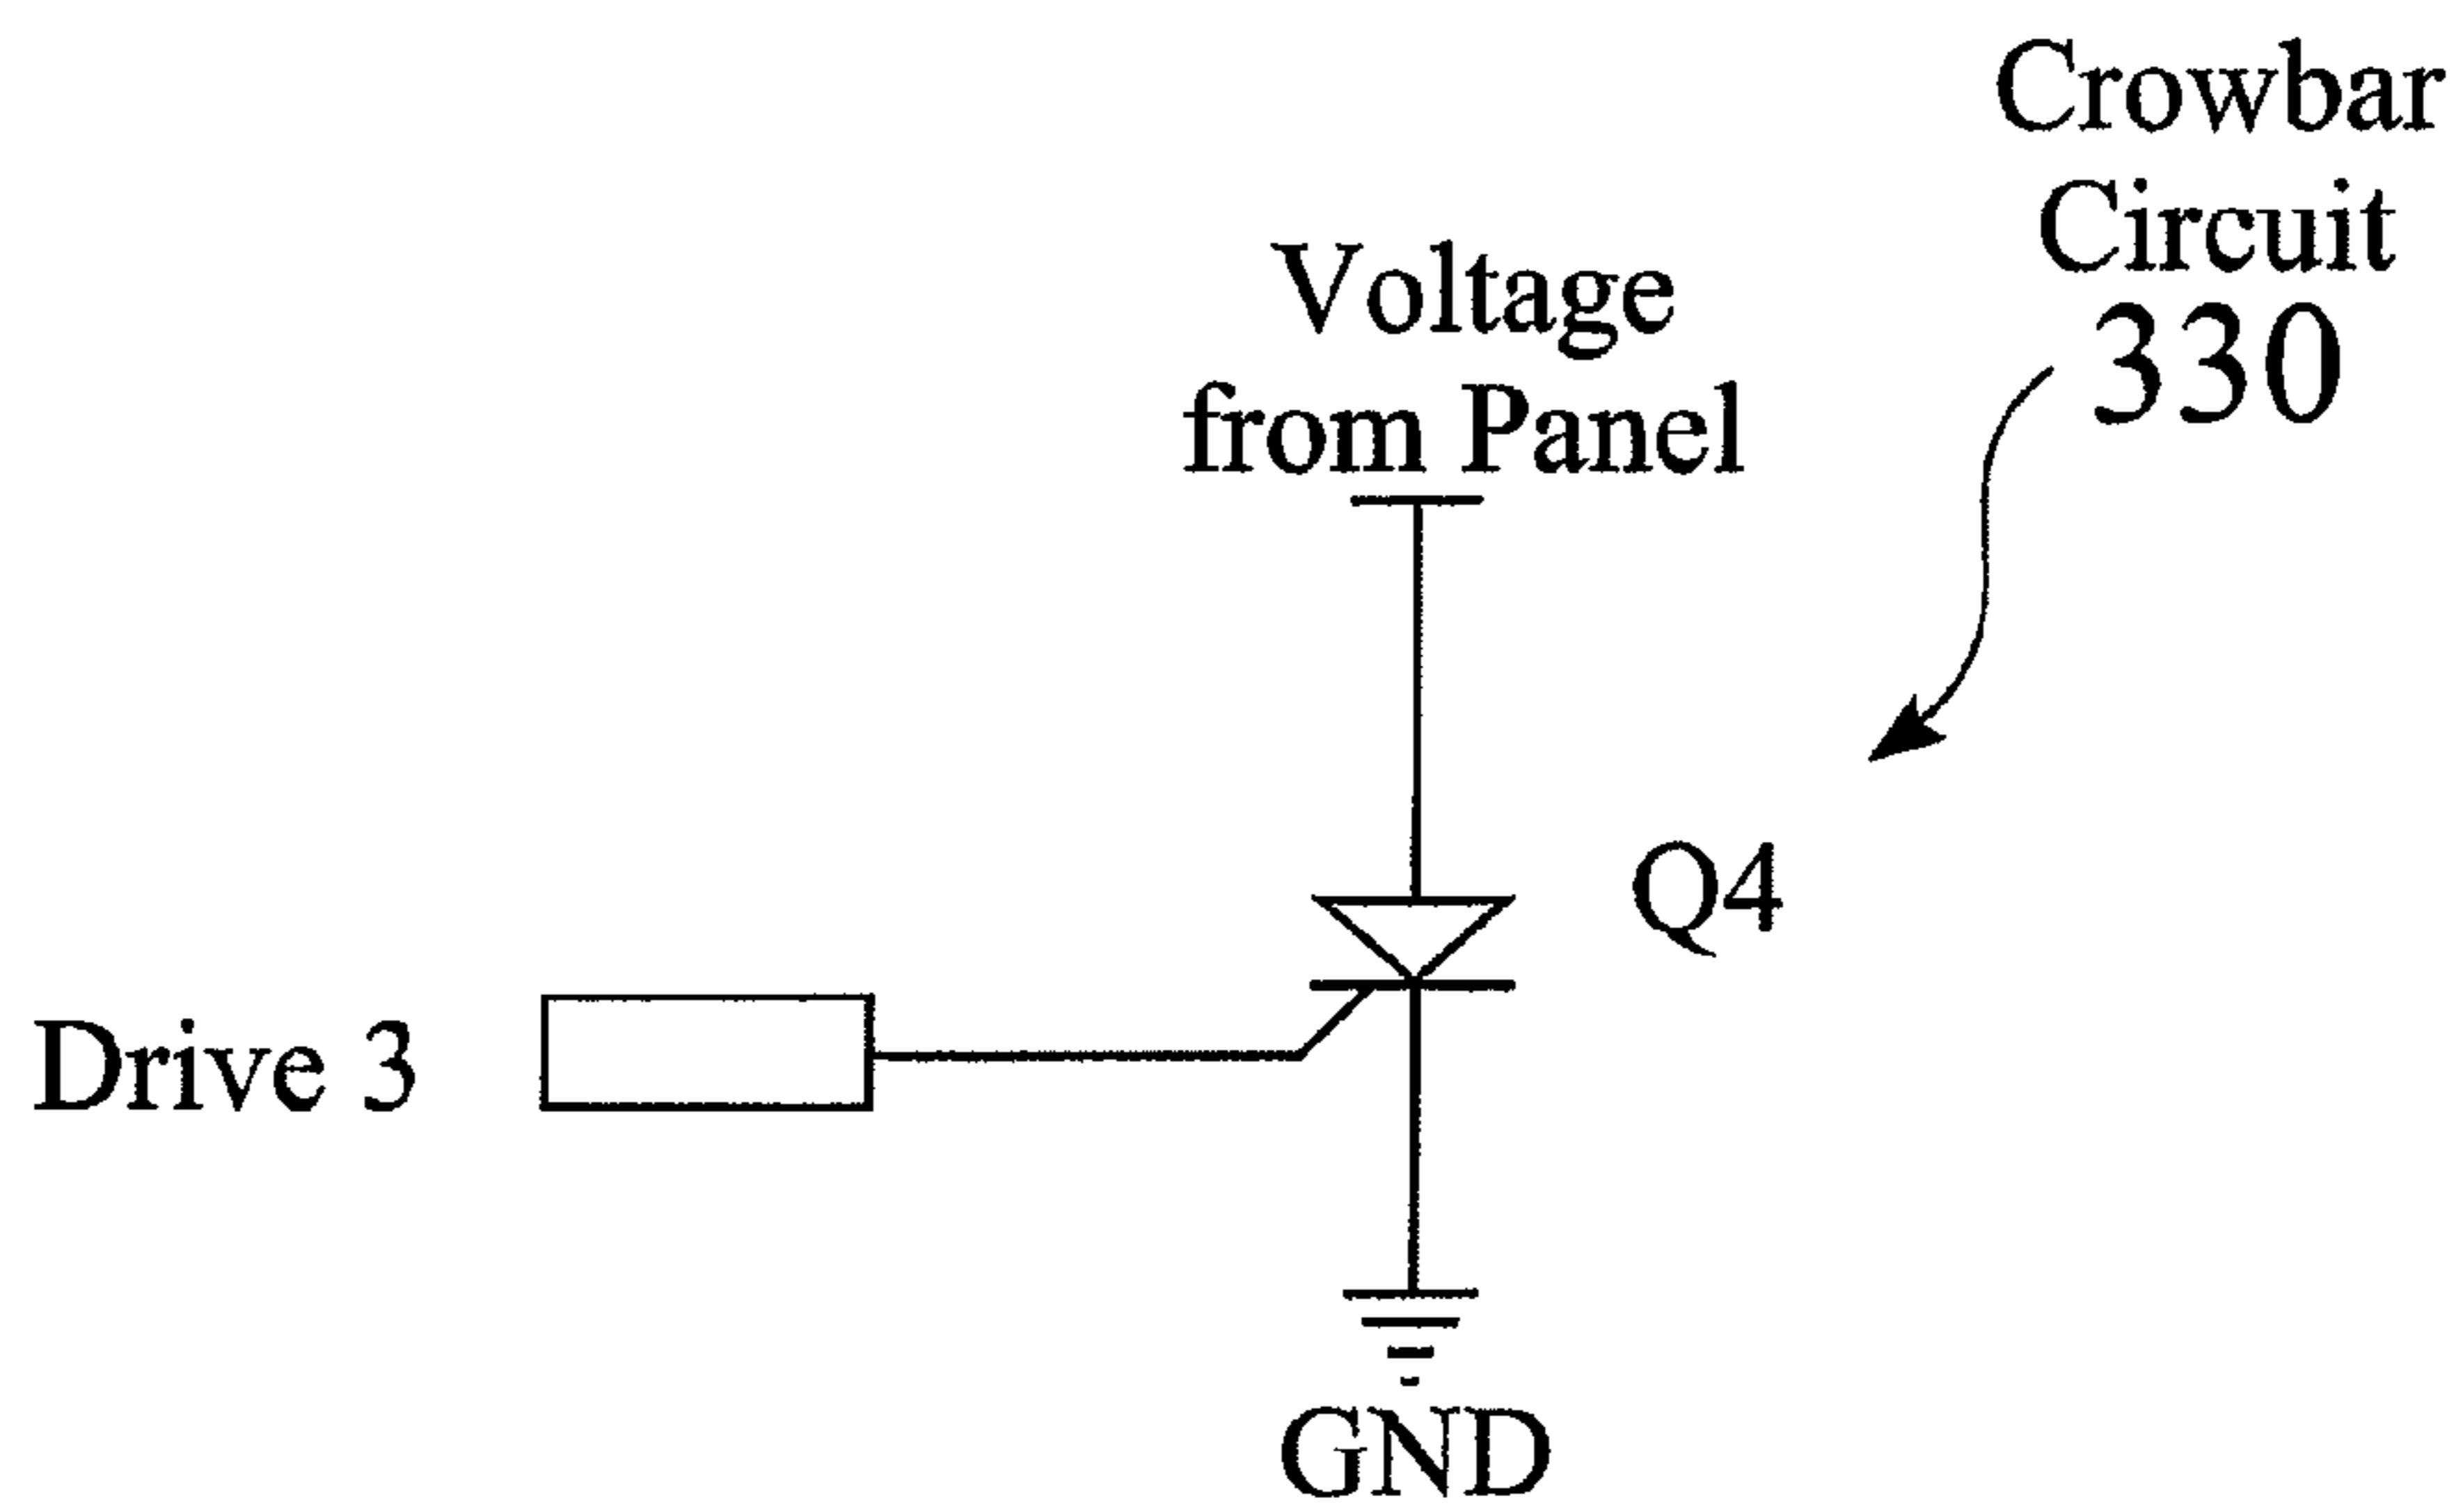 Crowbar
Circuit
330
Voltage
from Panel
Q4
Drive 3
GND